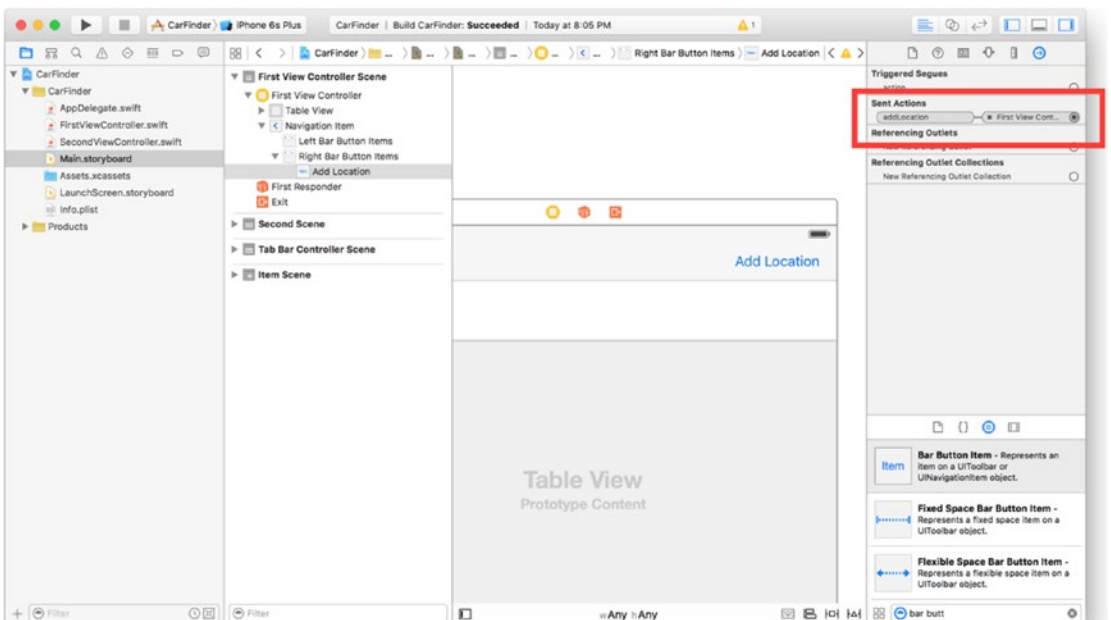 CarFinder iPhone 6s Plus CarFinder | Build CarFinder: Succeeded | Today at 8:05 PM 1
CarFinder
CarFinder
AppDelegate.swift
FirstViewController.swift
SecondViewController.swift
Main.storyboard
Assets.xcassets
LaunchScreen.storyboard
Info.plist
Products
Filter
CarFinder ... ... ... ... ... Right Bar Button Items Add Location
First View Controller Scene
First View Controller
Table View
Navigation Item
Left Bar Button Items
Right Bar Button Items
Add Location
First Responder
Exit
Second Scene
Tab Bar Controller Scene
Item Scene
Filter
Add Location
Table View
Prototype Content
wAny hAny
Triggered Segues
action
Sent Actions
addLocation First View Cont...
Referencing Outlets
New Referencing Outlet
Referencing Outlet Collections
New Referencing Outlet Collection
Item
Bar Button Item - Represents an
item on a UIToolbar or
UINavigationItem object.
Fixed Space Bar Button Item -
Represents a fixed space item on a
UIToolbar object.
Flexible Space Bar Button Item -
Represents a flexible space item on a
UIToolbar object.
bar butt